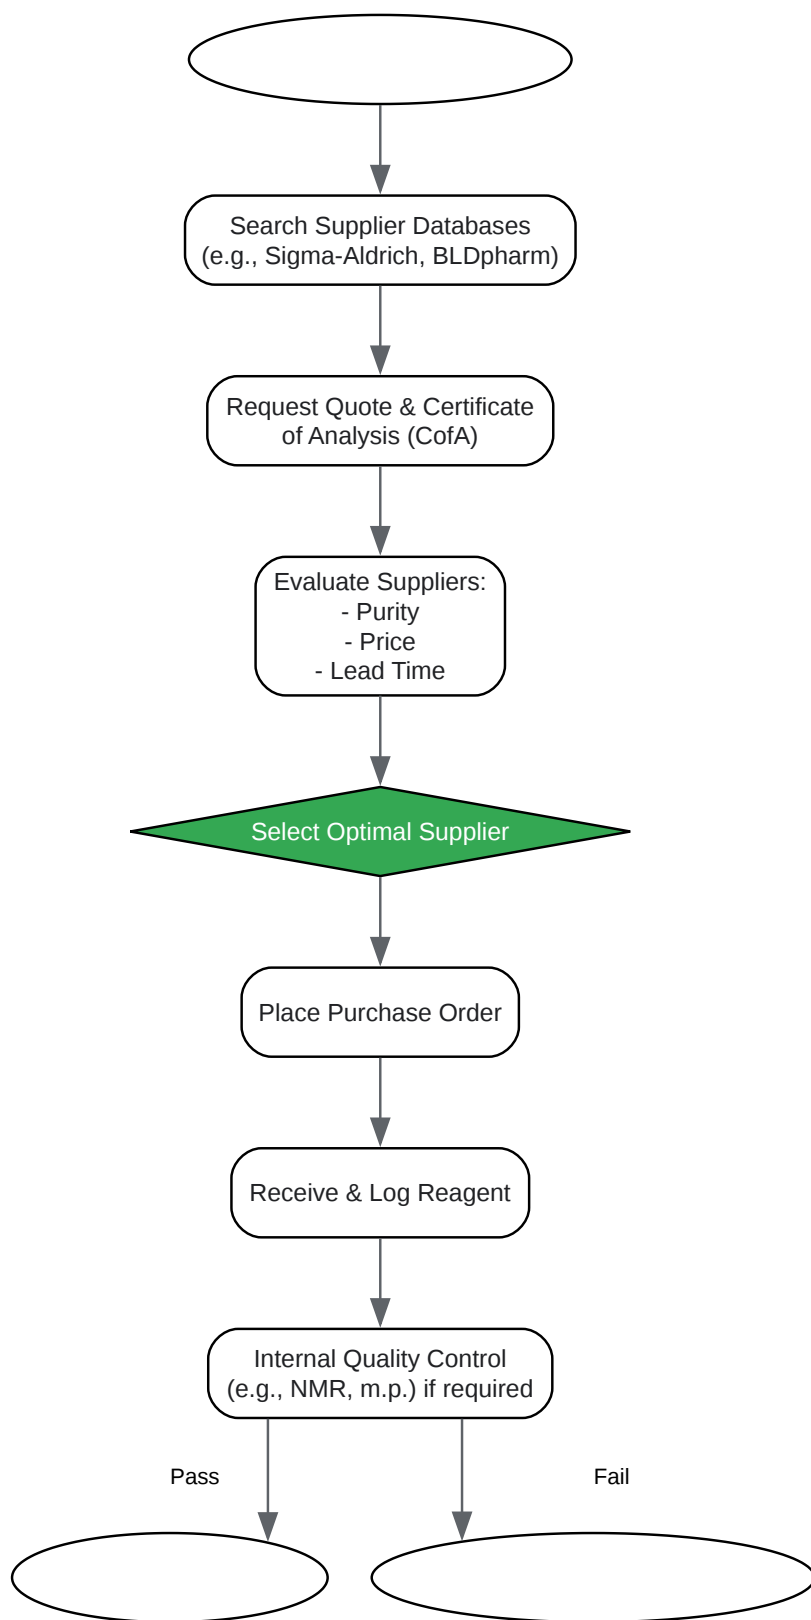 Search Supplier Databases
(e.g., Sigma-Aldrich, BLDpharm)
Request Quote & Certificate
of Analysis (CofA)
Evaluate Suppliers:
- Purity
- Price
- Lead Time
Select Optimal Supplier
Place Purchase Order
Receive & Log Reagent
Internal Quality Control
(e.g., NMR, m.p.) if required
Pass
Fail